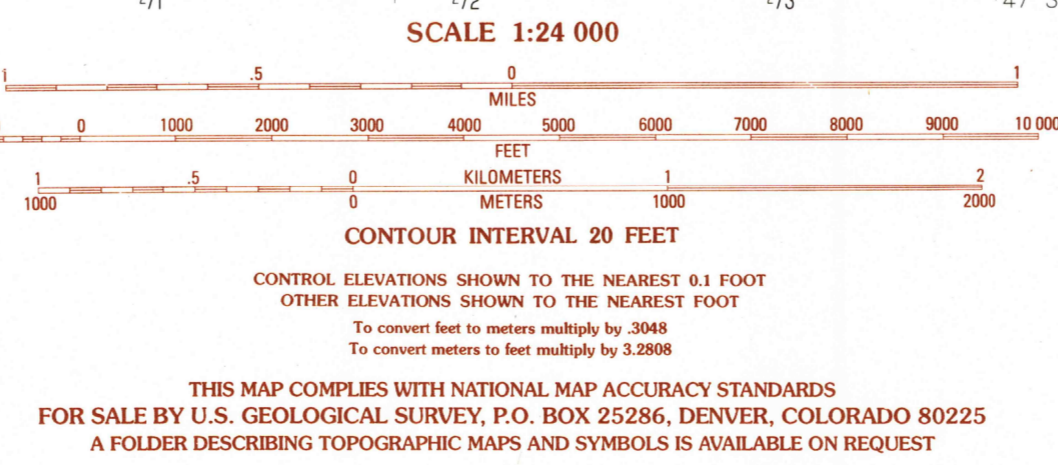 SCALE 1:24 000
1 .5 0 1
MILES
0 1000 2000 3000 4000 5000 6000 7000 8000 9000 10 000
FEET
1 .5 0 KILOMETERS 1 2
1000 0 METERS 1000 2000
CONTOUR INTERVAL 20 FEET
CONTROL ELEVATIONS SHOWN TO THE NEAREST 0.1 FOOT
OTHER ELEVATIONS SHOWN TO THE NEAREST FOOT
To convert feet to meters multiply by .3048
To convert meters to feet multiply by 3.2808
THIS MAP COMPLIES WITH NATIONAL MAP ACCURACY STANDARDS
FOR SALE BY U.S. GEOLOGICAL SURVEY, P.O. BOX 25286, DENVER, COLORADO 80225
A FOLDER DESCRIBING TOPOGRAPHIC MAPS AND SYMBOLS IS AVAILABLE ON REQUEST